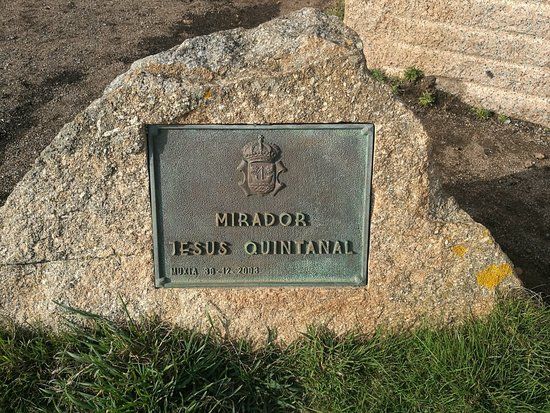 MIRADOR
JESUS QUINTANAL
MUXIA 30-12-2003